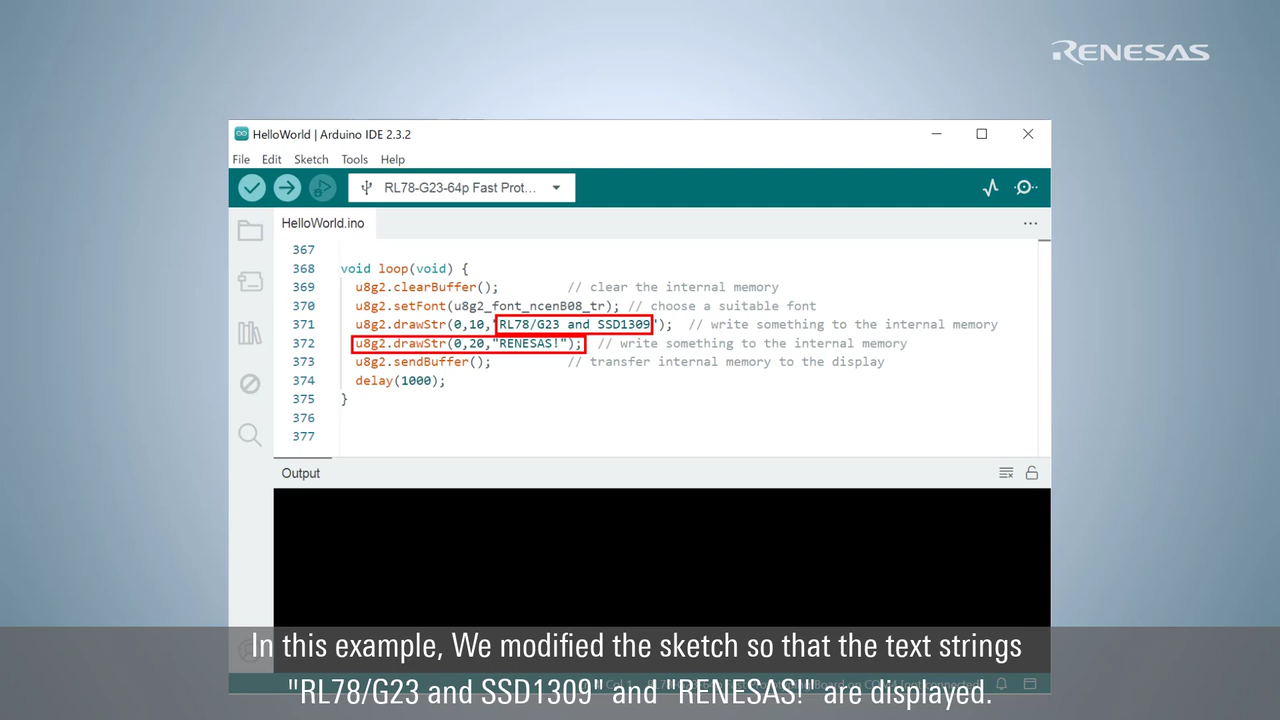 RENESAS
HelloWorld | Arduino IDE 2.3.2
File Edit Sketch Tools Help
RL78-G23-64p Fast Prot...
HelloWorld.ino
367
368 void loop(void) {
369 u8g2.clearBuffer(); // clear the internal memory
370 u8g2.setFont(u8g2_font_ncenB08_tr); // choose a suitable font
371 u8g2.drawStr(0,10,"RL78/G23 and SSD1309"); // write something to the internal memory
372 u8g2.drawStr(0,20,"RENESAS!"); // write something to the internal memory
373 u8g2.sendBuffer(); // transfer internal memory to the display
374 delay(1000);
375 }
376
377
Output
In this example, We modified the sketch so that the text strings
"RL78/G23 and SSD1309" and "RENESAS!" are displayed.